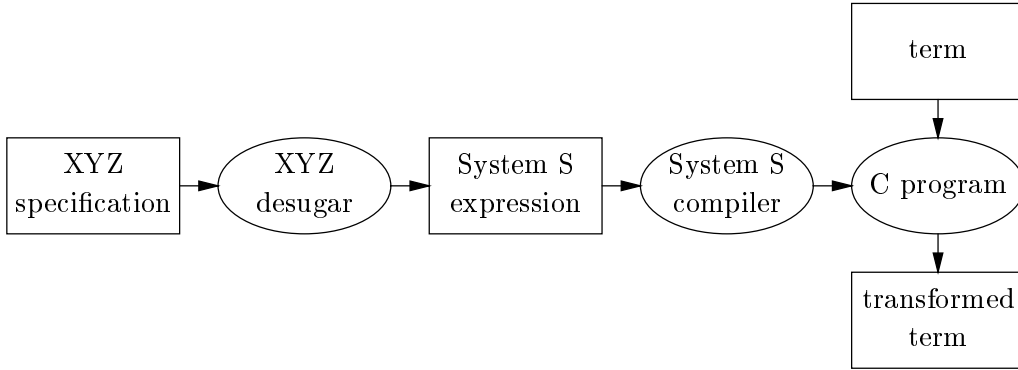 term
XYZ
specification
XYZ
desugar
System S
expression
System S
compiler
C program
transformed
term